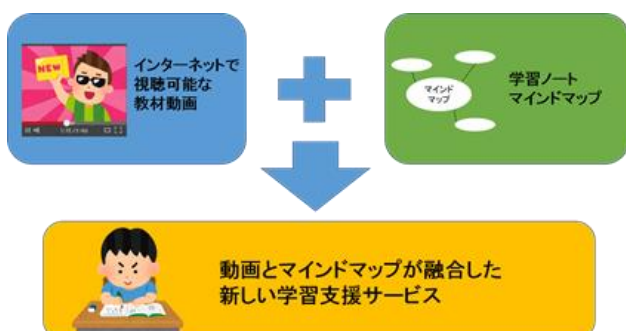 NEW
インターネットで
視聴可能な
教材動画
マインド
マップ
学習ノート
マインドマップ
動画とマインドマップが融合した
新しい学習支援サービス